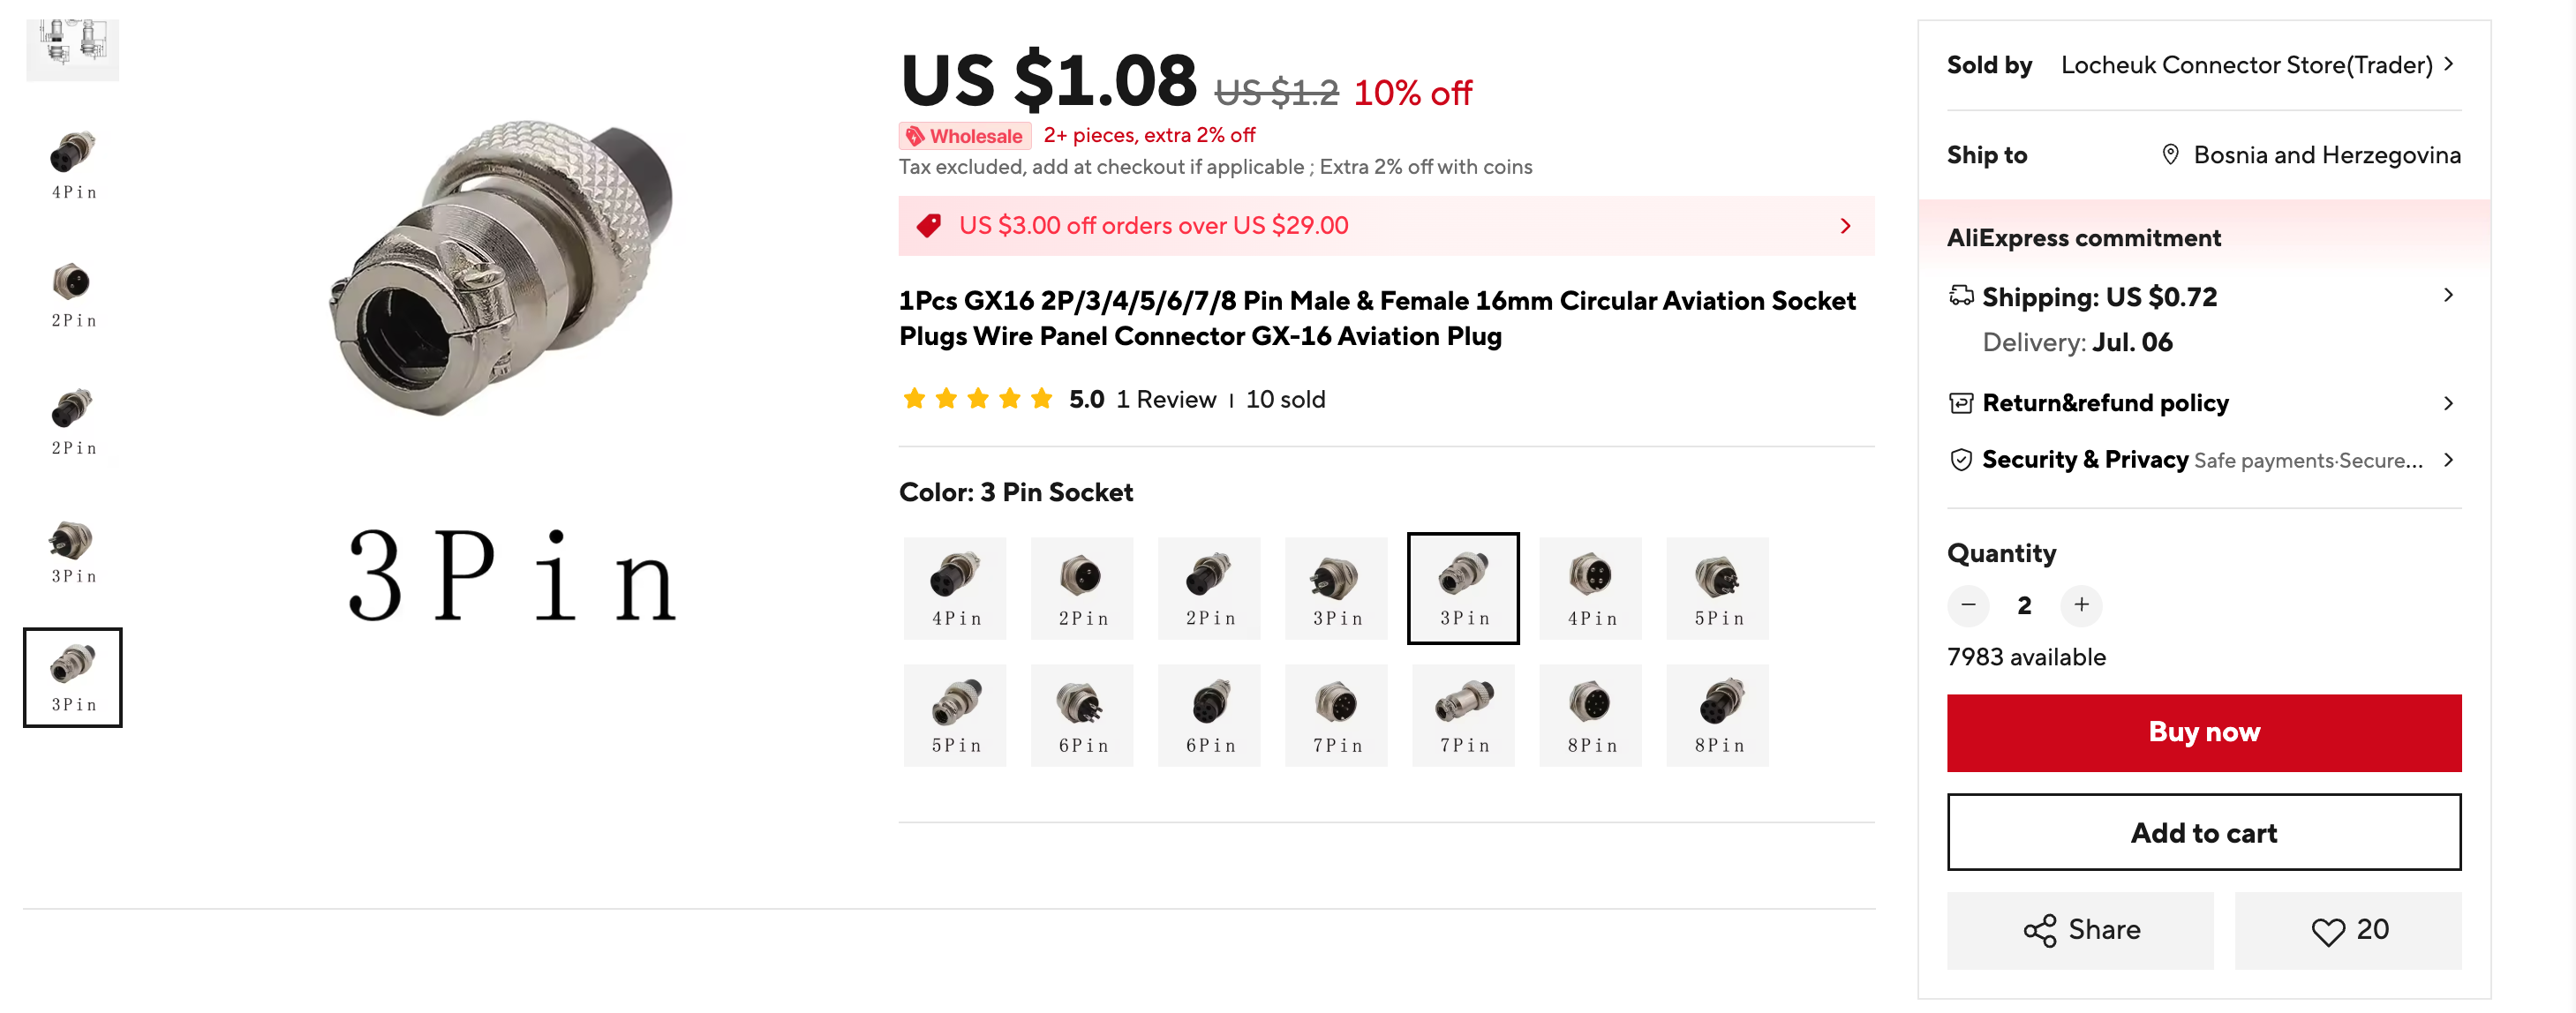 4Pin
2Pin
2Pin
3Pin
3Pin
3Pin
US $1.08 US $1.2 10% off
Wholesale 2+ pieces, extra 2% off
Tax excluded, add at checkout if applicable ; Extra 2% off with coins
US $3.00 off orders over US $29.00
1Pcs GX16 2P/3/4/5/6/7/8 Pin Male & Female 16mm Circular Aviation Socket
Plugs Wire Panel Connector GX-16 Aviation Plug
5.0 1 Review | 10 sold
Color: 3 Pin Socket
4Pin 2Pin 2Pin 3Pin 3Pin 4Pin 5Pin
5Pin 6Pin 6Pin 7Pin 7Pin 8Pin 8Pin
Sold by Locheuk Connector Store(Trader)
Ship to Bosnia and Herzegovina
AliExpress commitment
Shipping: US $0.72
Delivery: Jul. 06
Return&refund policy
Security & Privacy Safe payments·Secure...
Quantity
2
7983 available
Buy now
Add to cart
Share 20